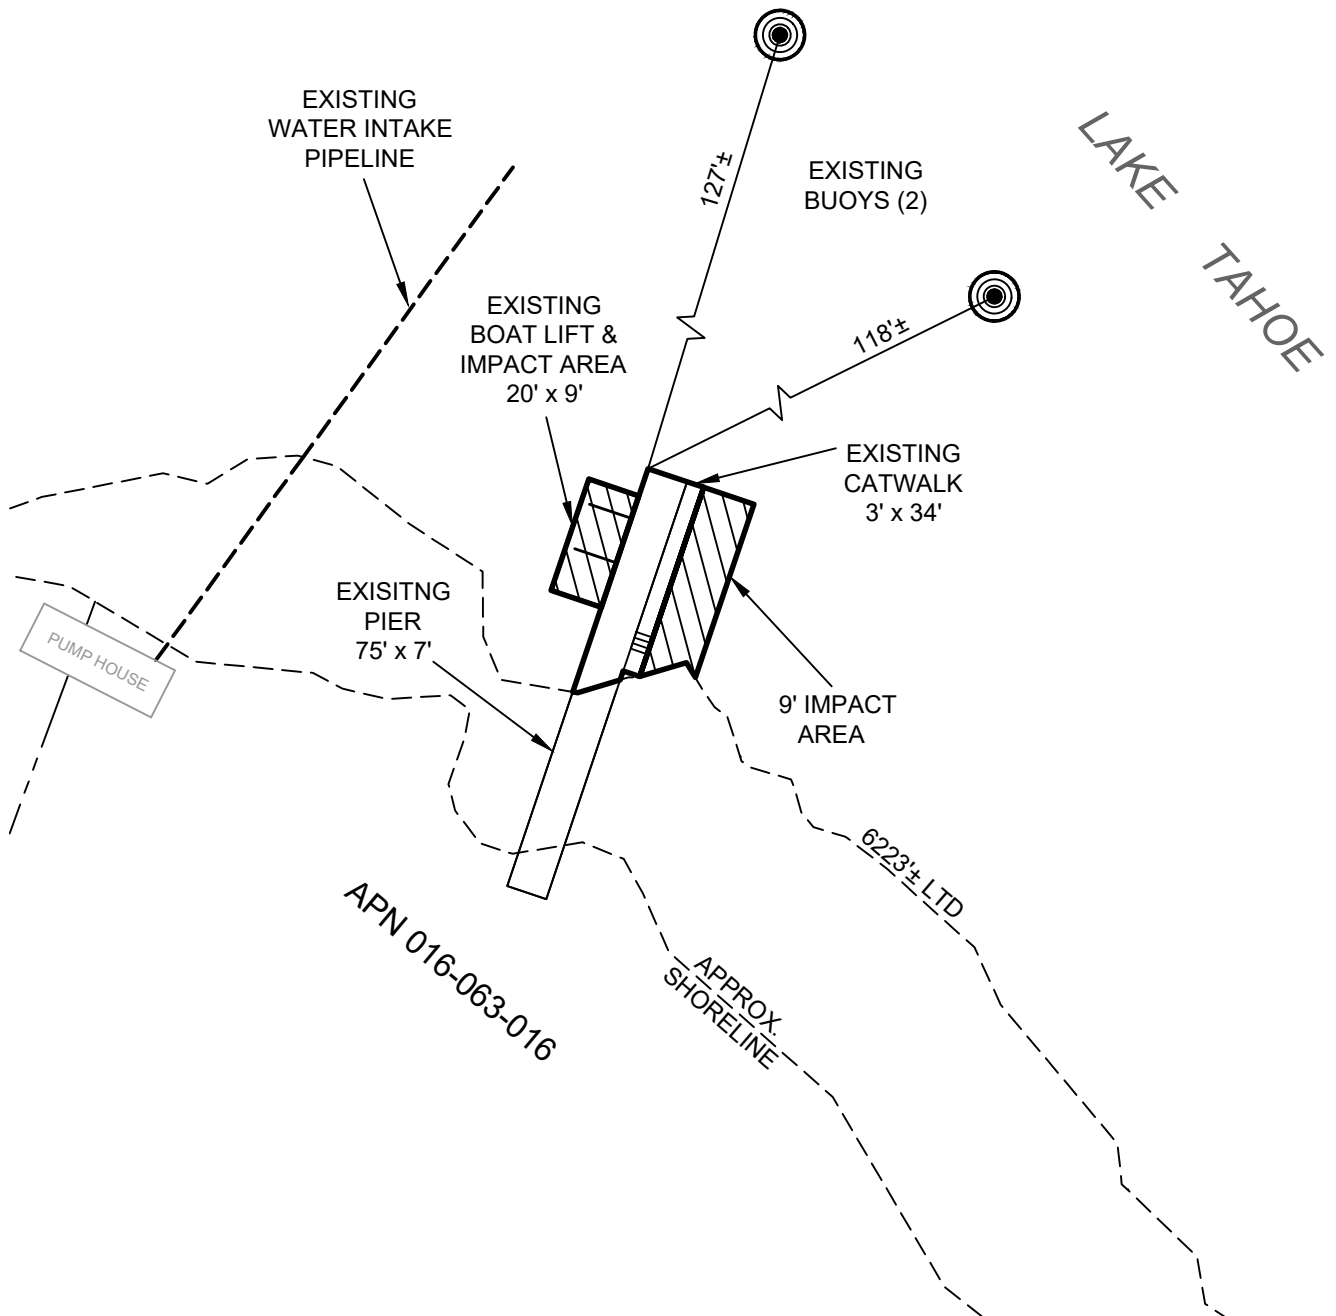 EXISTING
WATER INTAKE
PIPELINE
127'±
EXISTING
BUOYS (2)
LAKE
TAHOE
EXISTING
BOAT LIFT &
IMPACT AREA
20' x 9'
118'±
EXISTING
CATWALK
3' x 34'
EXISITNG
PIER
75' x 7'
PUMP HOUSE
9' IMPACT
AREA
6223'± LTD
APN 016-063-016
APPROX.
SHORELINE